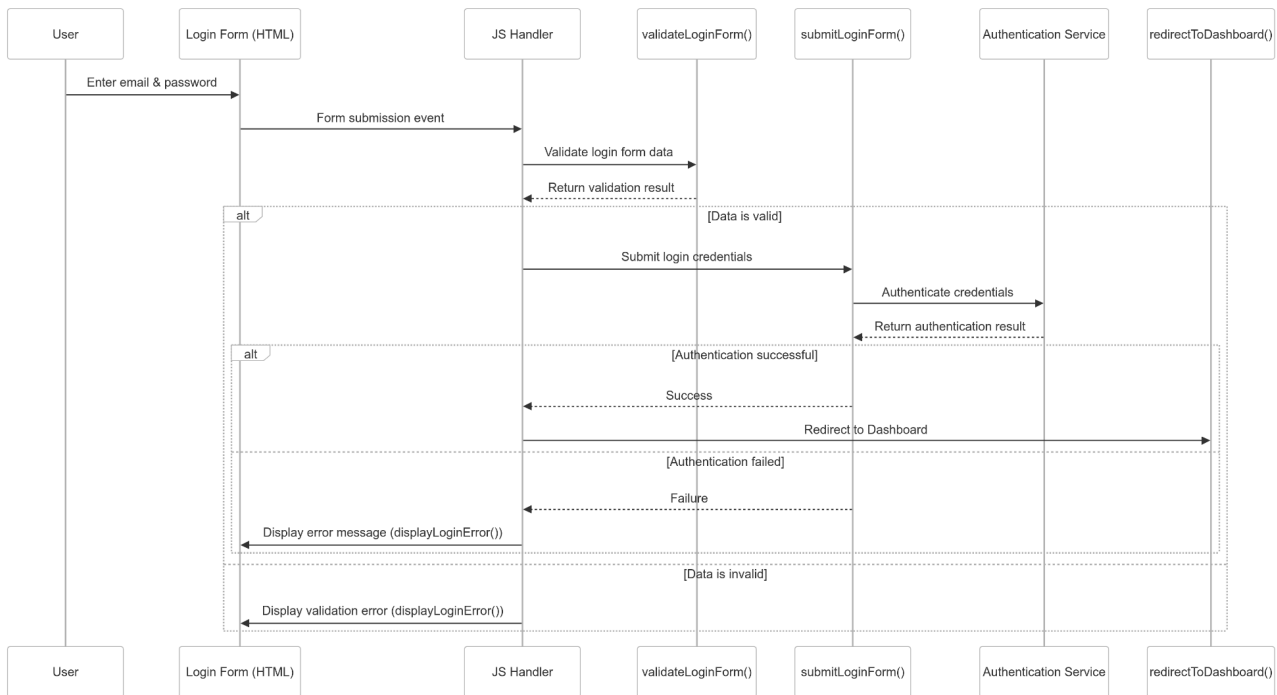 User
Login Form (HTML)
JS Handler
validateLoginForm()
submitLoginForm()
Authentication Service
redirectToDashboard()
Enter email & password
Form submission event
Validate login form data
Return validation result
alt
[Data is valid]
Submit login credentials
Authenticate credentials
Return authentication result
alt
[Authentication successful]
Success
Redirect to Dashboard
[Authentication failed]
Failure
Display error message (displayLoginError())
[Data is invalid]
Display validation error (displayLoginError())
User
Login Form (HTML)
JS Handler
validateLoginForm()
submitLoginForm()
Authentication Service
redirectToDashboard()